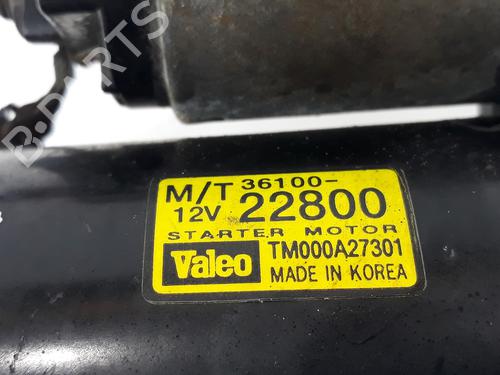 B-PARTS
M/T 36100-
12V 22800
STARTER MOTOR
Valeo TM000A27301
MADE IN KOREA